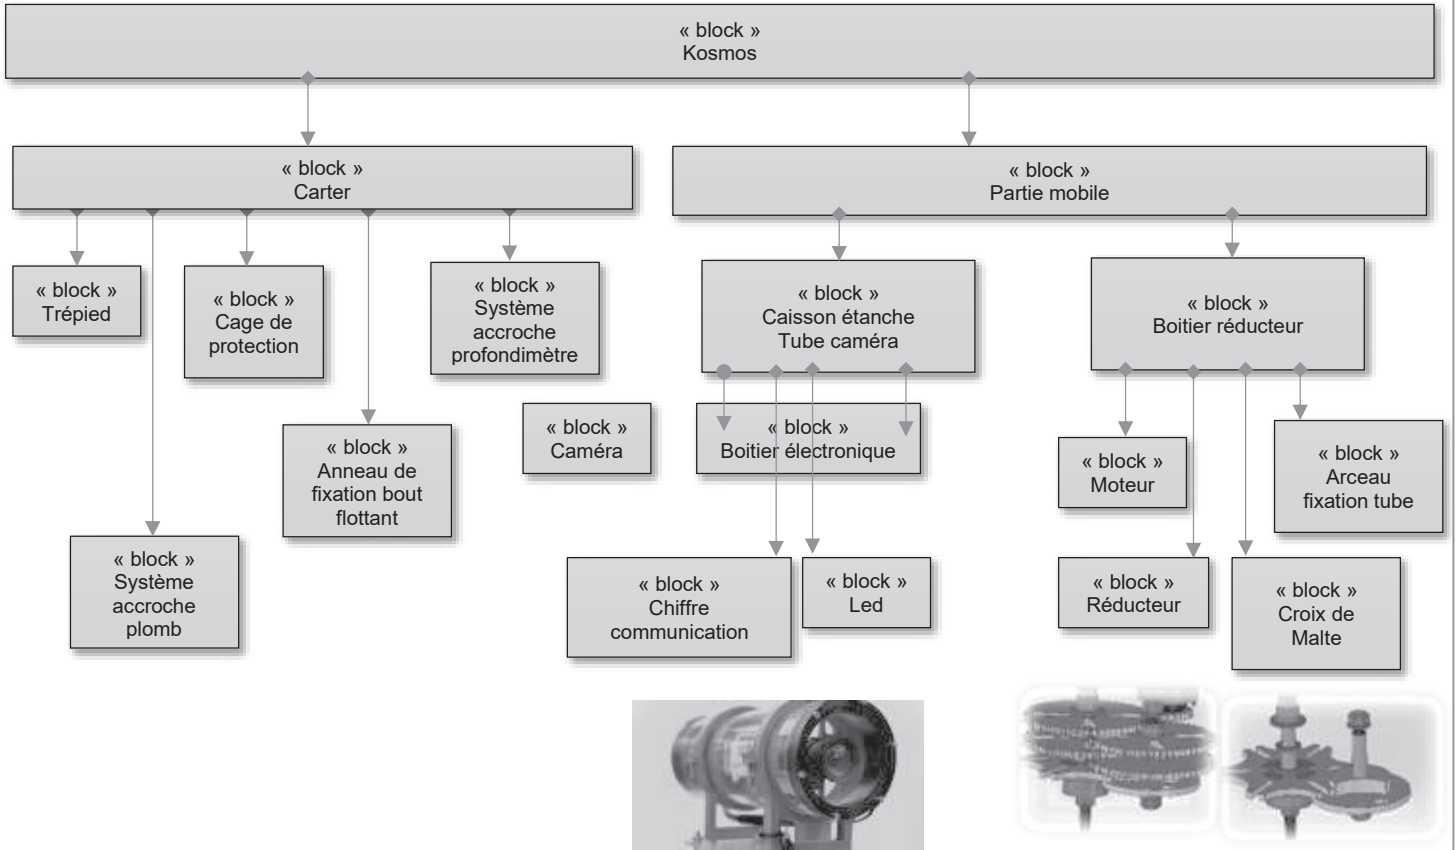 « block »
Kosmos
« block »
Carter
« block »
Partie mobile
« block »
Trépied
« block »
Cage de
protection
« block »
Système
accroche
profondimètre
« block »
Caisson étanche
Tube caméra
« block »
Boitier réducteur
« block »
Anneau de
fixation bout
flottant
« block »
Caméra
« block »
Boitier électronique
« block »
Moteur
« block »
Arceau
fixation tube
« block »
Système
accroche
plomb
« block »
Chiffre
communication
« block »
Led
« block »
Réducteur
« block »
Croix de
Malte